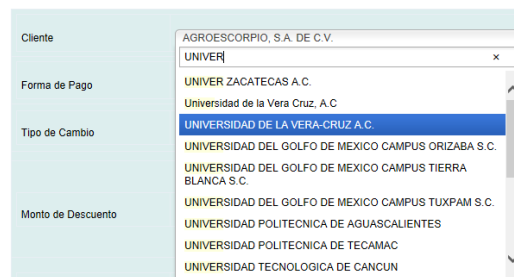 Cliente
AGROESCORPIO, S.A. DE C.V.
UNIVER
×
Forma de Pago
UNIVER ZACATECAS A.C.
Universidad de la Vera Cruz, A.C
Tipo de Cambio
UNIVERSIDAD DE LA VERA-CRUZ A.C.
UNIVERSIDAD DEL GOLFO DE MEXICO CAMPUS ORIZABA S.C.
UNIVERSIDAD DEL GOLFO DE MEXICO CAMPUS TIERRA
BLANCA S.C.
UNIVERSIDAD DEL GOLFO DE MEXICO CAMPUS TUXPAM S.C.
Monto de Descuento
UNIVERSIDAD POLITECNICA DE AGUASCALIENTES
UNIVERSIDAD POLITECNICA DE TECAMAC
UNIVERSIDAD TECNOLOGICA DE CANCUN